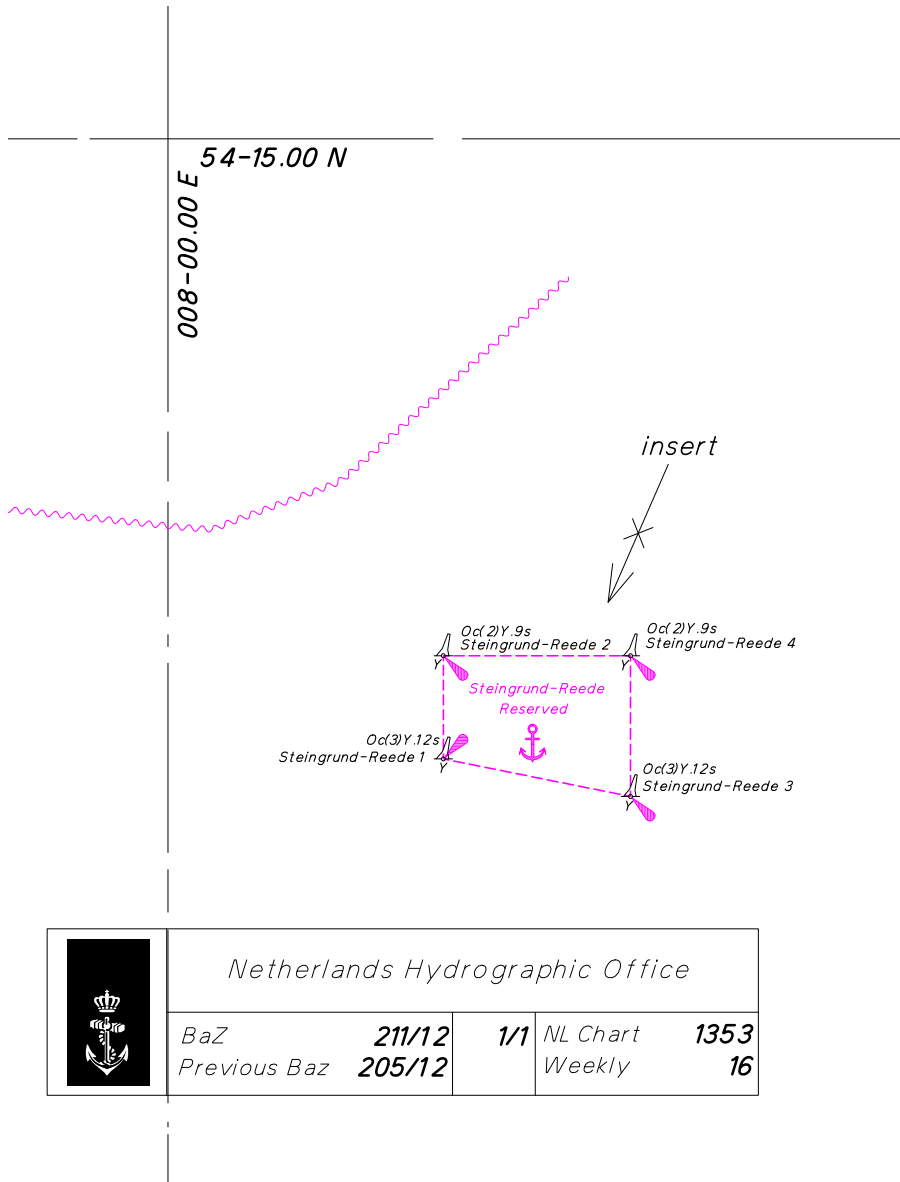 54-15.00 N
008-00.00 E
insert
Oc(2)Y.9s
Steingrund-Reede 2
Y
Oc(2)Y.9s
Steingrund-Reede 4
Y
Steingrund-Reede
Reserved
Oc(3)Y.12s
Steingrund-Reede 1
Y
Oc(3)Y.12s
Steingrund-Reede 3
Y
Netherlands Hydrographic Office
BaZ 211/12 1/1 NL Chart 1353
Previous Baz 205/12 Weekly 16